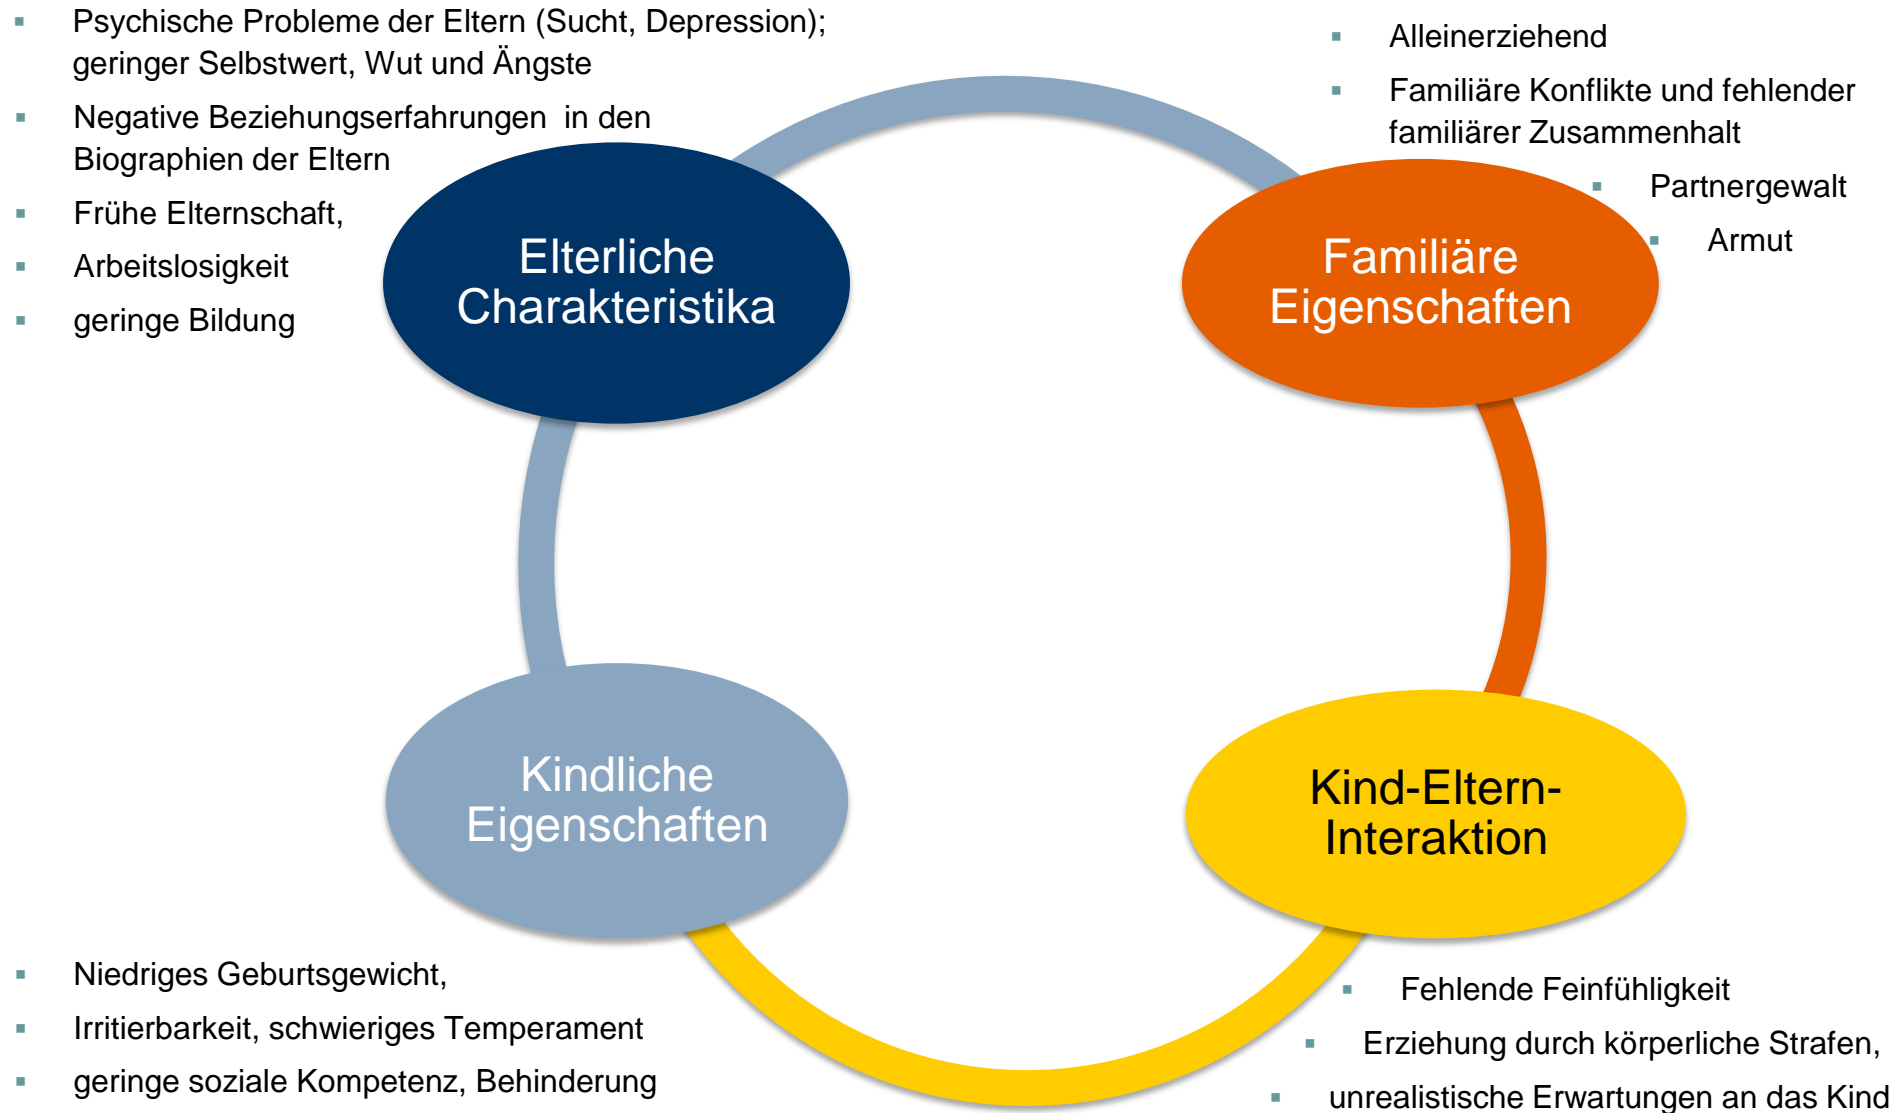 Psychische Probleme der Eltern (Sucht, Depression);
geringer Selbstwert, Wut und Ängste
Negative Beziehungserfahrungen in den
Biographien der Eltern
Frühe Elternschaft,
Arbeitslosigkeit
geringe Bildung
Alleinerziehend
Familiäre Konflikte und fehlender
familiärer Zusammenhalt
Partnergewalt
Armut
Elterliche
Charakteristika
Familiäre
Eigenschaften
Kindliche
Eigenschaften
Kind-Eltern-
Interaktion
Niedriges Geburtsgewicht,
Irritierbarkeit, schwieriges Temperament
geringe soziale Kompetenz, Behinderung
Fehlende Feinfühligkeit
Erziehung durch körperliche Strafen,
unrealistische Erwartungen an das Kind